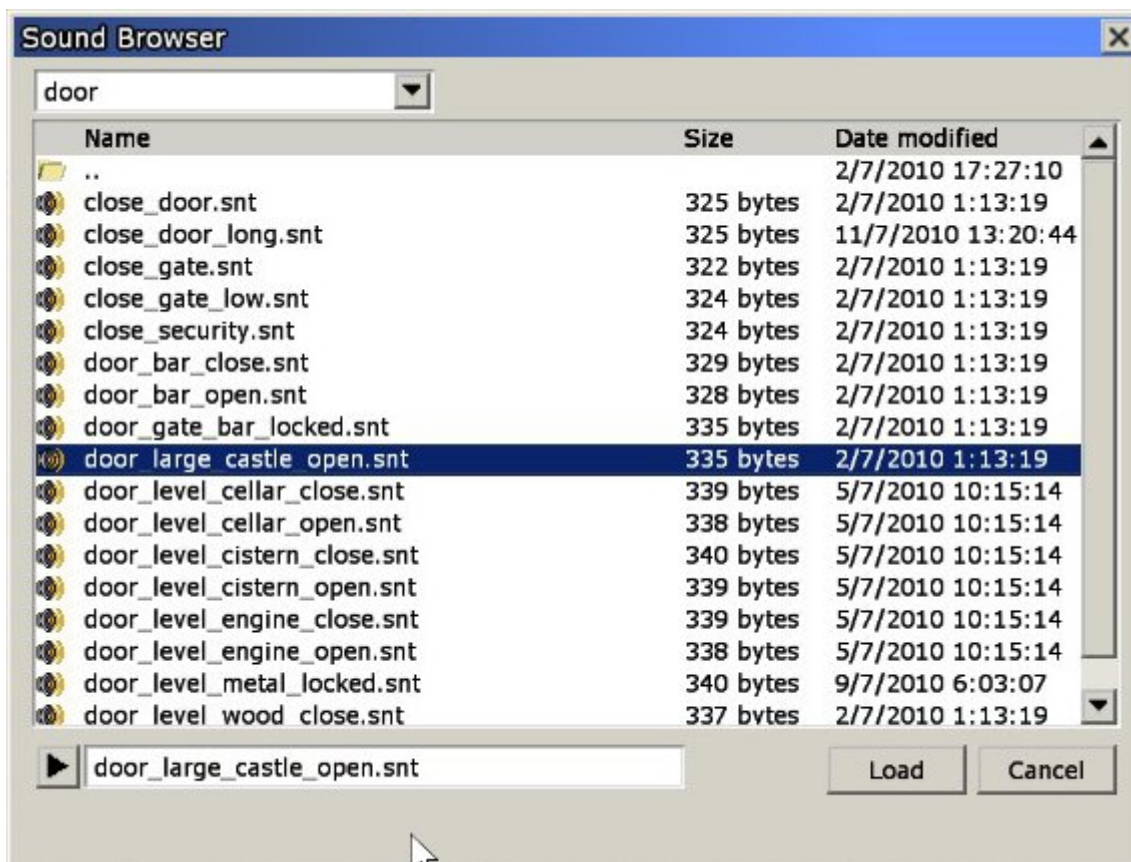 Sound Browser
door
Name Size Date modified
.. 2/7/2010 17:27:10
close_door.snt 325 bytes 2/7/2010 1:13:19
close_door_long.snt 325 bytes 11/7/2010 13:20:44
close_gate.snt 322 bytes 2/7/2010 1:13:19
close_gate_low.snt 324 bytes 2/7/2010 1:13:19
close_security.snt 324 bytes 2/7/2010 1:13:19
door_bar_close.snt 329 bytes 2/7/2010 1:13:19
door_bar_open.snt 328 bytes 2/7/2010 1:13:19
door_gate_bar_locked.snt 335 bytes 2/7/2010 1:13:19
door_large_castle_open.snt 335 bytes 2/7/2010 1:13:19
door_level_cellar_close.snt 339 bytes 5/7/2010 10:15:14
door_level_cellar_open.snt 338 bytes 5/7/2010 10:15:14
door_level_cistern_close.snt 340 bytes 5/7/2010 10:15:14
door_level_cistern_open.snt 339 bytes 5/7/2010 10:15:14
door_level_engine_close.snt 339 bytes 5/7/2010 10:15:14
door_level_engine_open.snt 338 bytes 5/7/2010 10:15:14
door_level_metal_locked.snt 340 bytes 9/7/2010 6:03:07
door_level_wood_close.snt 337 bytes 2/7/2010 1:13:19
door_large_castle_open.snt Load Cancel